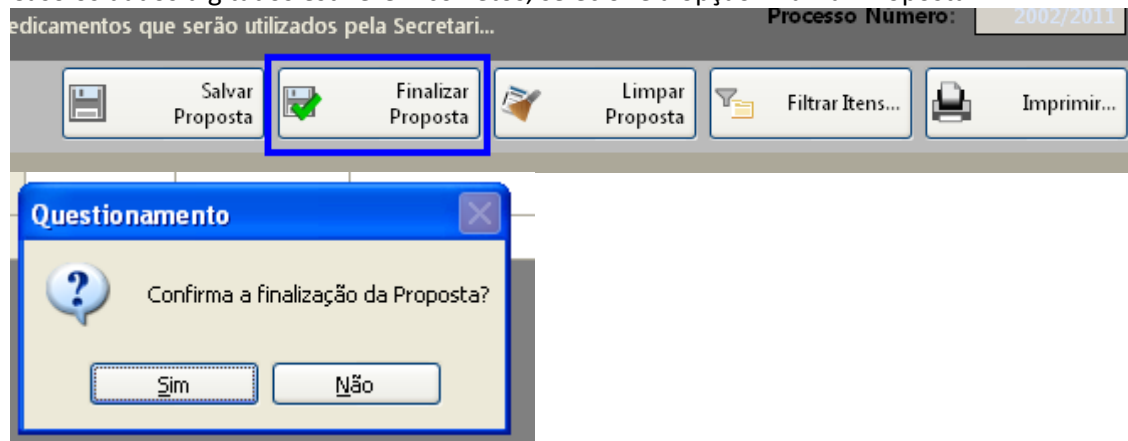 edicamentos que serão utilizados pela Secretari...
Processo Número: 2002/2011
Salvar Proposta
Finalizar Proposta
Limpar Proposta
Filtrar Itens...
Imprimir...
Questionamento
Confirma a finalização da Proposta?
Sim
Não